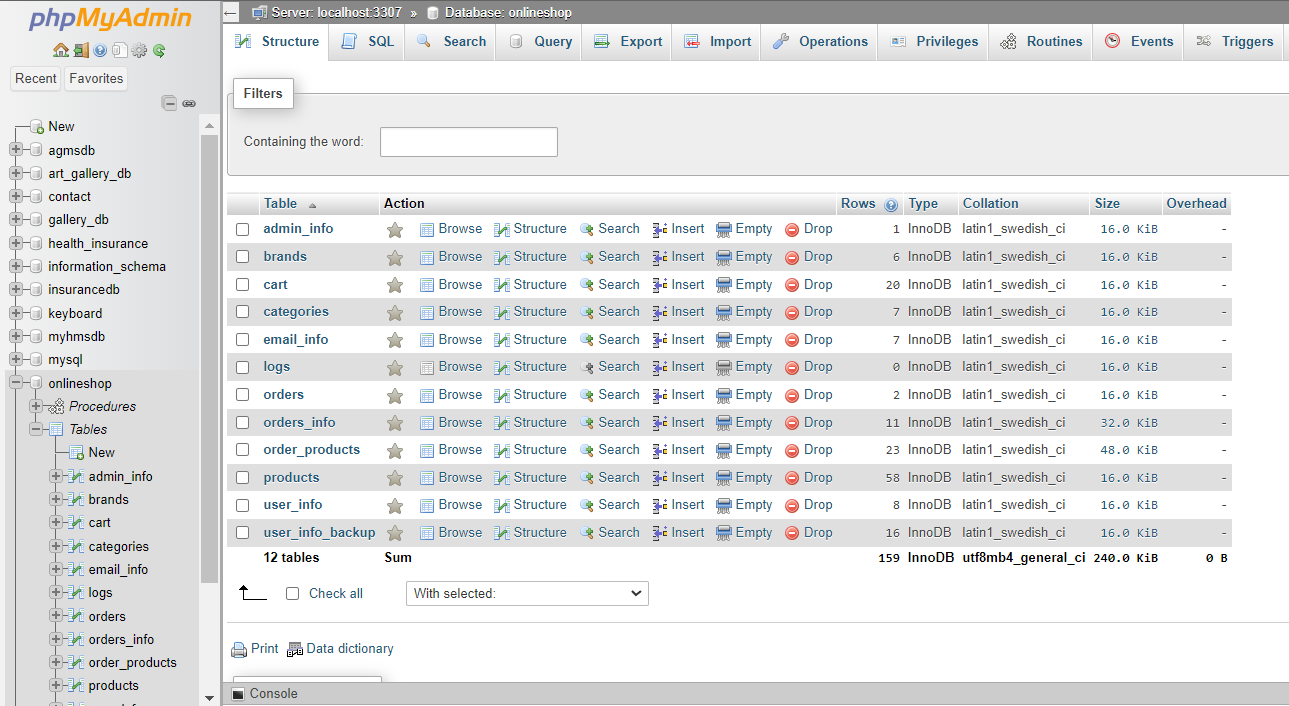 phpMyAdmin
Recent Favorites
New
agmsdb
art_gallery_db
contact
gallery_db
health_insurance
information_schema
insurancedb
keyboard
myhmsdb
mysql
onlineshop
Procedures
Tables
New
admin_info
brands
cart
categories
email_info
logs
orders
orders_info
order_products
products
Server: localhost:3307 » Database: onlineshop
Structure SQL Search Query Export Import Operations Privileges Routines Events Triggers
Filters
Containing the word:
Table Action Rows Type Collation Size Overhead
admin_info Browse Structure Search Insert Empty Drop 1 InnoDB latin1_swedish_ci 16.0 KiB -
brands Browse Structure Search Insert Empty Drop 6 InnoDB latin1_swedish_ci 16.0 KiB -
cart Browse Structure Search Insert Empty Drop 20 InnoDB latin1_swedish_ci 16.0 KiB -
categories Browse Structure Search Insert Empty Drop 7 InnoDB latin1_swedish_ci 16.0 KiB -
email_info Browse Structure Search Insert Empty Drop 7 InnoDB latin1_swedish_ci 16.0 KiB -
logs Browse Structure Search Insert Empty Drop 0 InnoDB latin1_swedish_ci 16.0 KiB -
orders Browse Structure Search Insert Empty Drop 2 InnoDB latin1_swedish_ci 16.0 KiB -
orders_info Browse Structure Search Insert Empty Drop 11 InnoDB latin1_swedish_ci 32.0 KiB -
order_products Browse Structure Search Insert Empty Drop 23 InnoDB latin1_swedish_ci 48.0 KiB -
products Browse Structure Search Insert Empty Drop 58 InnoDB latin1_swedish_ci 16.0 KiB -
user_info Browse Structure Search Insert Empty Drop 8 InnoDB latin1_swedish_ci 16.0 KiB -
user_info_backup Browse Structure Search Insert Empty Drop 16 InnoDB latin1_swedish_ci 16.0 KiB -
12 tables Sum 159 InnoDB utf8mb4_general_ci 240.0 KiB 0 B
Check all With selected:
Print Data dictionary
Console